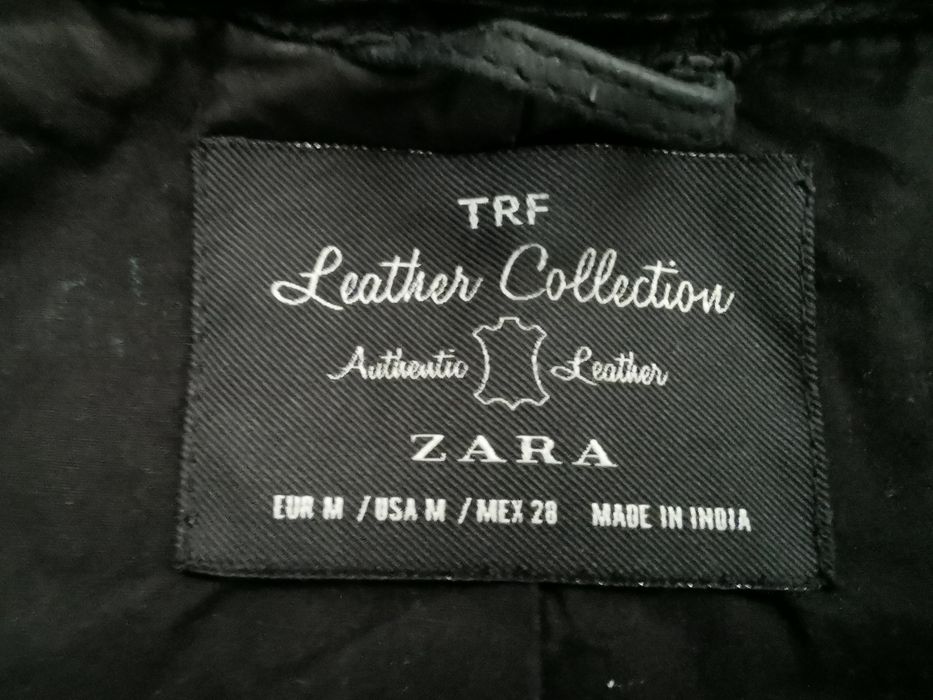 TRF
Leather Collection
Authentic Leather
ZARA
EUR M / USA M / MEX 28 MADE IN INDIA